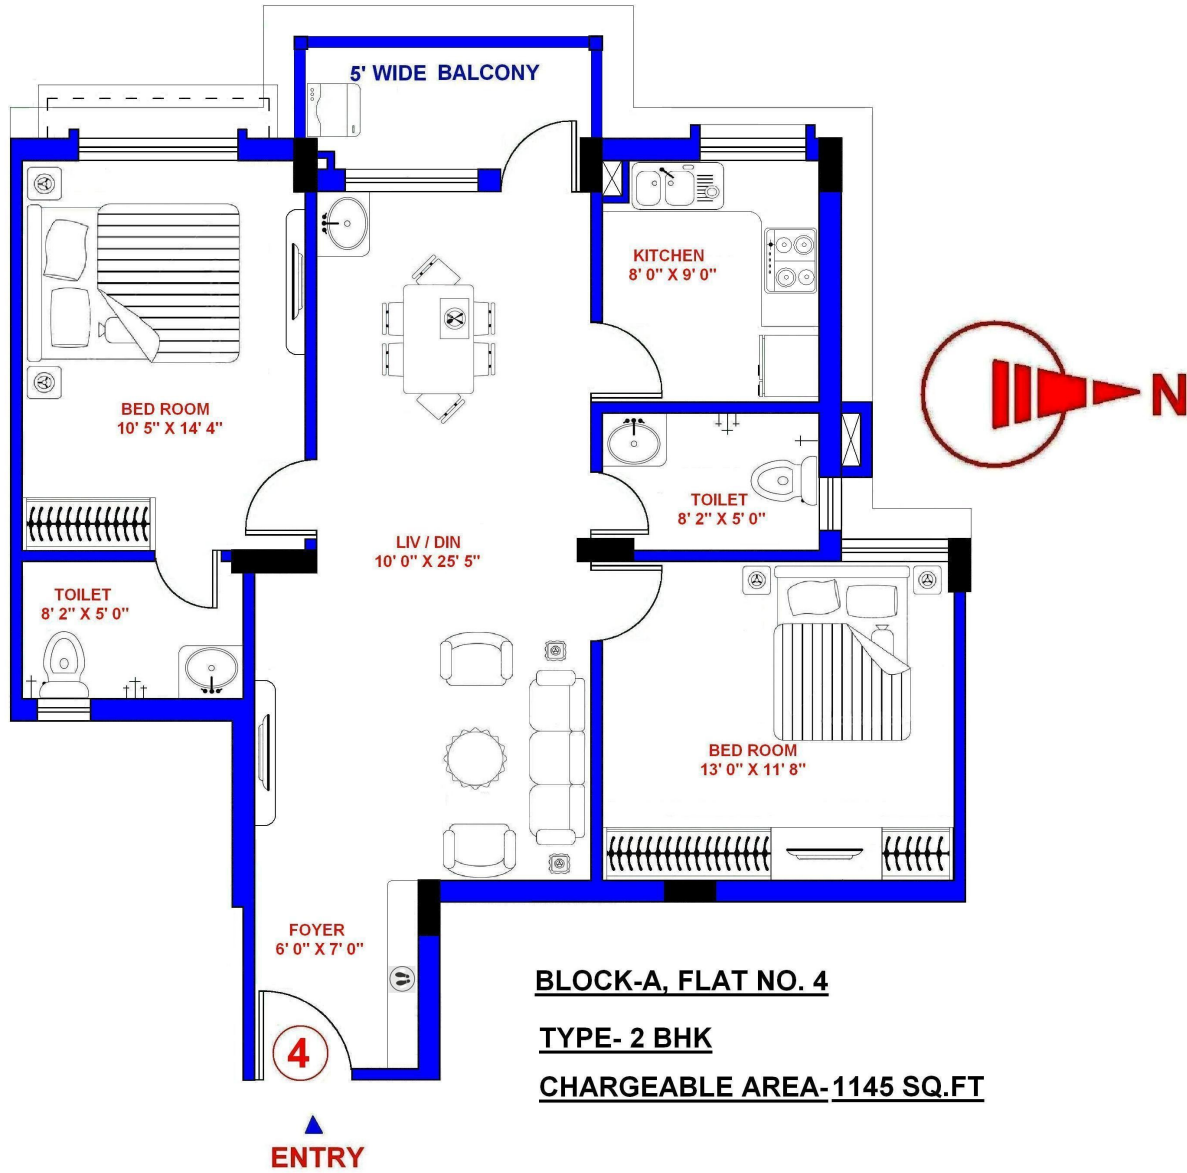 5' WIDE BALCONY
KITCHEN
8' 0" X 9' 0"
N
BED ROOM
10' 5" X 14' 4"
TOILET
8' 2" X 5' 0"
LIV / DIN
10' 0" X 25' 5"
TOILET
8' 2" X 5' 0"
BED ROOM
13' 0" X 11' 8"
FOYER
6' 0" X 7' 0"
BLOCK-A, FLAT NO. 4
TYPE- 2 BHK
4
CHARGEABLE AREA-1145 SQ.FT
ENTRY